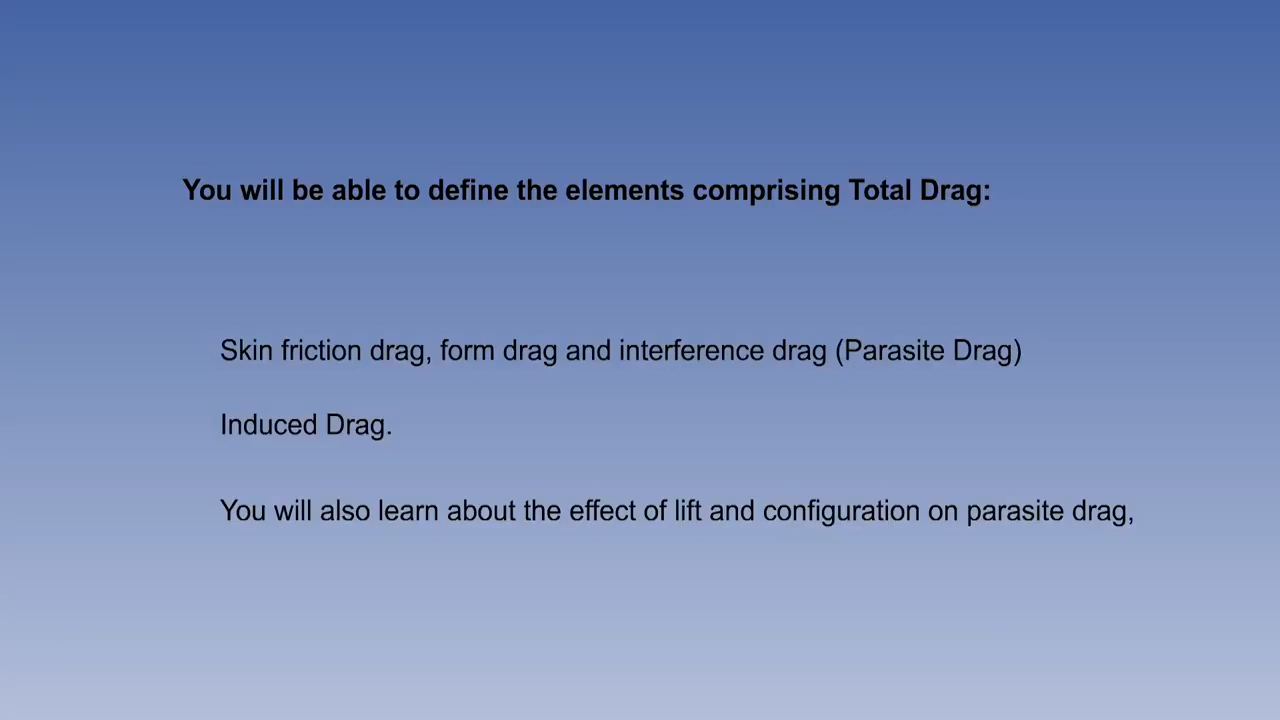 You will be able to define the elements comprising Total Drag:
Skin friction drag, form drag and interference drag (Parasite Drag)
Induced Drag.
You will also learn about the effect of lift and configuration on parasite drag,